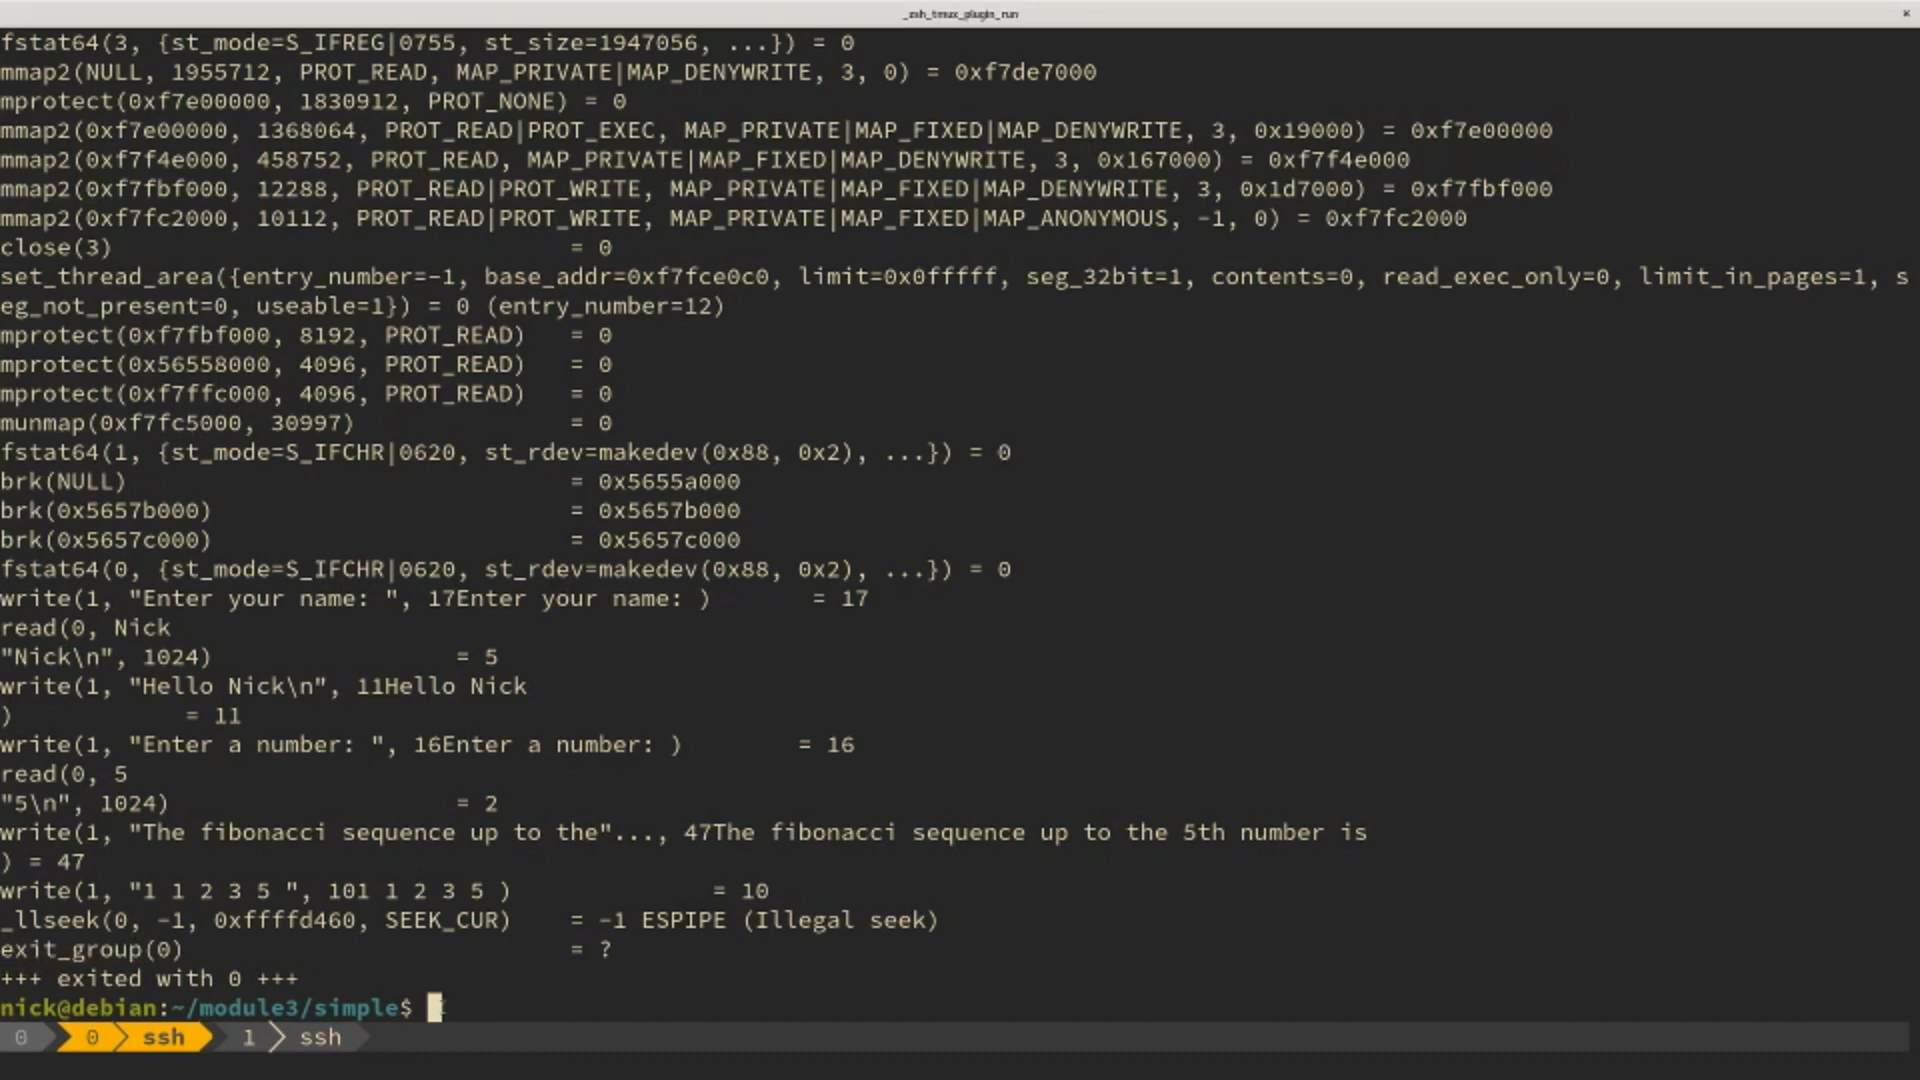 _zsh_tmux_plugin_run ×
fstat64(3, {st_mode=S_IFREG|0755, st_size=1947056, ...}) = 0
mmap2(NULL, 1955712, PROT_READ, MAP_PRIVATE|MAP_DENYWRITE, 3, 0) = 0xf7de7000
mprotect(0xf7e00000, 1830912, PROT_NONE) = 0
mmap2(0xf7e00000, 1368064, PROT_READ|PROT_EXEC, MAP_PRIVATE|MAP_FIXED|MAP_DENYWRITE, 3, 0x19000) = 0xf7e00000
mmap2(0xf7f4e000, 458752, PROT_READ, MAP_PRIVATE|MAP_FIXED|MAP_DENYWRITE, 3, 0x167000) = 0xf7f4e000
mmap2(0xf7fbf000, 12288, PROT_READ|PROT_WRITE, MAP_PRIVATE|MAP_FIXED|MAP_DENYWRITE, 3, 0x1d7000) = 0xf7fbf000
mmap2(0xf7fc2000, 10112, PROT_READ|PROT_WRITE, MAP_PRIVATE|MAP_FIXED|MAP_ANONYMOUS, -1, 0) = 0xf7fc2000
close(3)                                = 0
set_thread_area({entry_number=-1, base_addr=0xf7fce0c0, limit=0x0fffff, seg_32bit=1, contents=0, read_exec_only=0, limit_in_pages=1, s
eg_not_present=0, useable=1}) = 0 (entry_number=12)
mprotect(0xf7fbf000, 8192, PROT_READ)   = 0
mprotect(0x56558000, 4096, PROT_READ)   = 0
mprotect(0xf7ffc000, 4096, PROT_READ)   = 0
munmap(0xf7fc5000, 30997)               = 0
fstat64(1, {st_mode=S_IFCHR|0620, st_rdev=makedev(0x88, 0x2), ...}) = 0
brk(NULL)                               = 0x5655a000
brk(0x5657b000)                         = 0x5657b000
brk(0x5657c000)                         = 0x5657c000
fstat64(0, {st_mode=S_IFCHR|0620, st_rdev=makedev(0x88, 0x2), ...}) = 0
write(1, "Enter your name: ", 17Enter your name: )       = 17
read(0, Nick
"Nick\n", 1024)                 = 5
write(1, "Hello Nick\n", 11Hello Nick
)            = 11
write(1, "Enter a number: ", 16Enter a number: )        = 16
read(0, 5
"5\n", 1024)                    = 2
write(1, "The fibonacci sequence up to the"..., 47The fibonacci sequence up to the 5th number is
) = 47
write(1, "1 1 2 3 5 ", 101 1 2 3 5 )              = 10
_llseek(0, -1, 0xffffd460, SEEK_CUR)    = -1 ESPIPE (Illegal seek)
exit_group(0)                           = ?
+++ exited with 0 +++
nick@debian:~/module3/simple$
0 0 ssh 1 ssh